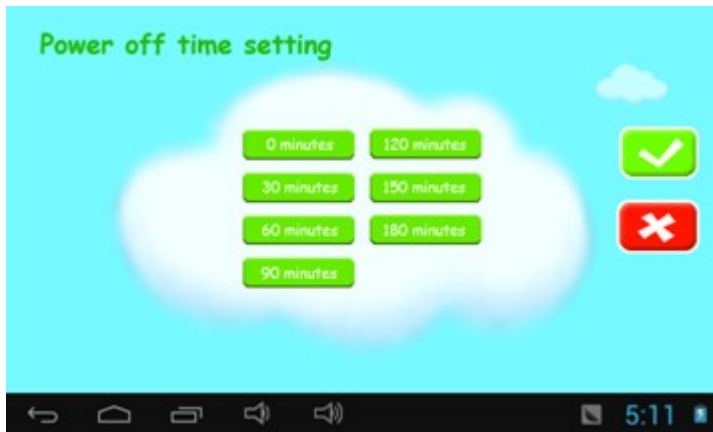 Power off time setting
0 minutes
120 minutes
30 minutes
150 minutes
60 minutes
180 minutes
90 minutes
5:11